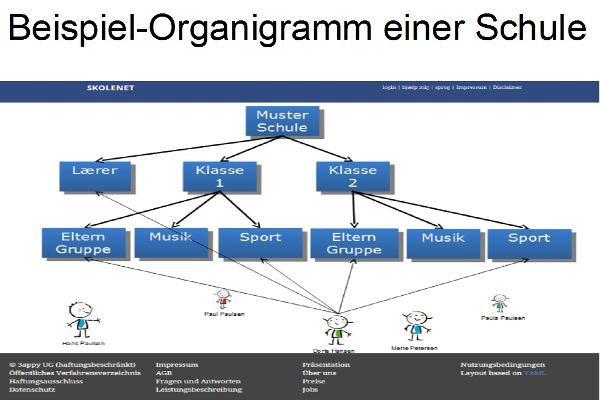 Beispiel-Organigramm einer Schule
SKOLENET
login | hjælp mig | sprog | Impressum | Disclaimer
Muster
Schule
Lærer
Klasse
1
Klasse
2
Eltern
Gruppe
Musik
Sport
Eltern
Gruppe
Musik
Sport
Hans Paulsen
Paul Paulsen
Doris Hansen
Mette Petersen
Paula Paulsen
© 3appy UG (haftungsbeschränkt)
Öffentliches Verfahrensverzeichnis
Haftungsausschluss
Datenschutz
Impressum
AGB
Fragen und Antworten
Leistungsbeschreibung
Präsentation
Über uns
Preise
Jobs
Nutzungsbedingungen
Layout based on YAML